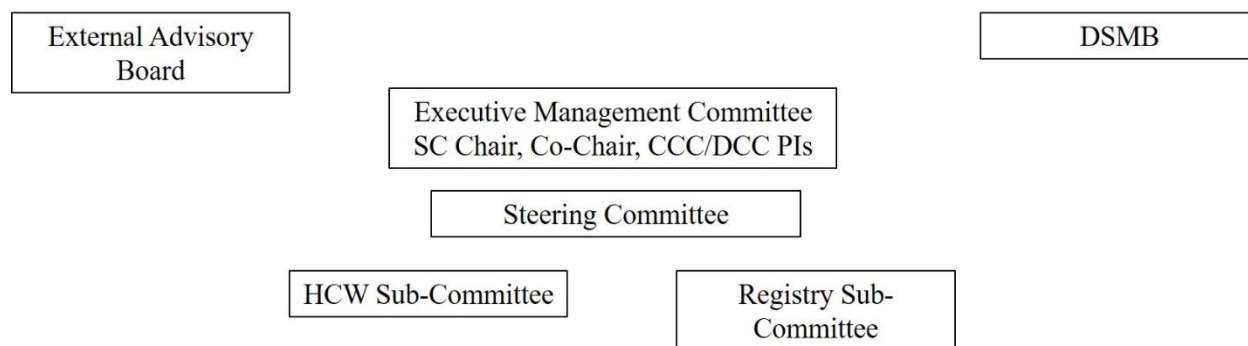 External Advisory
Board
DSMB
Executive Management Committee
SC Chair, Co-Chair, CCC/DCC PIs
Steering Committee
HCW Sub-Committee
Registry Sub-
Committee